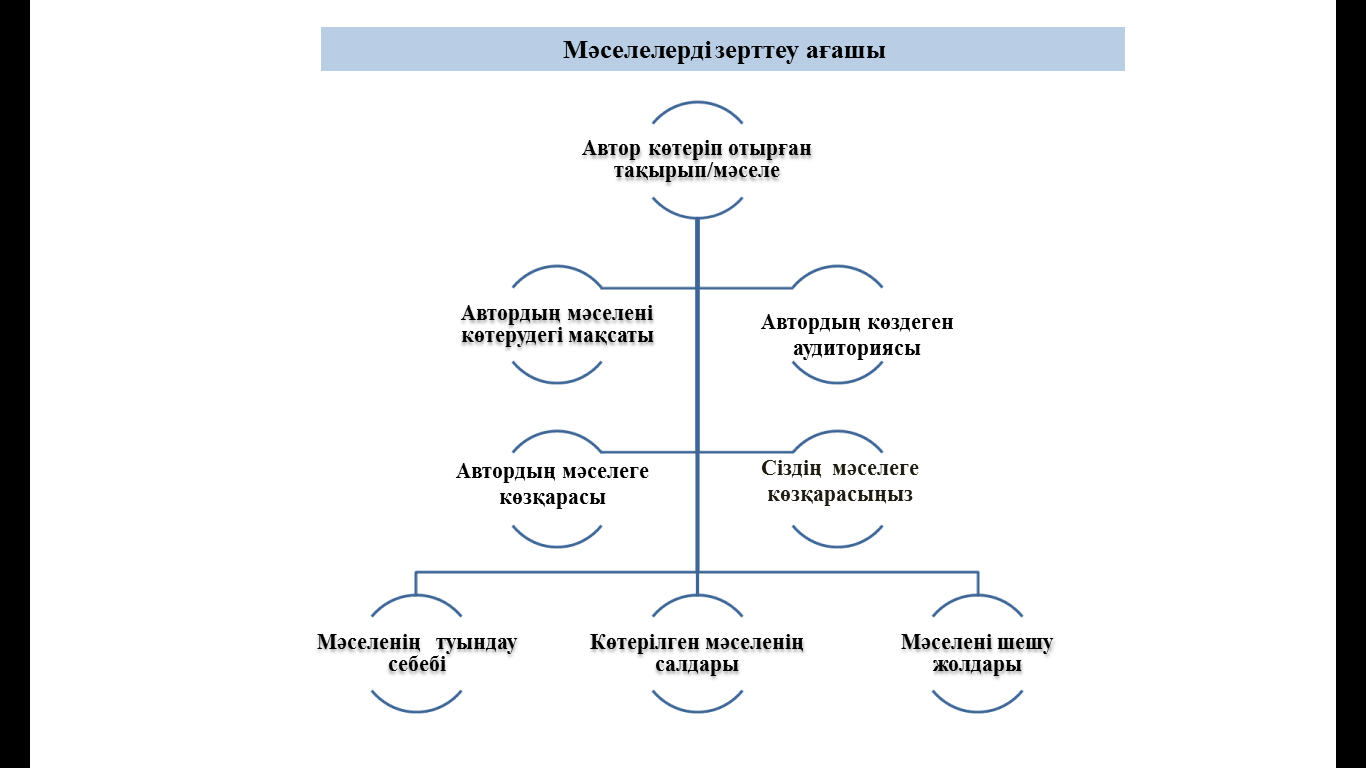 Мәселелерді зерттеу ағашы
Автор көтеріп отырған
тақырып/мәселе
Автордың мәселені
көтерудегі мақсаты
Автордың көздеген
аудиториясы
Автордың мәселеге
көзқарасы
Сіздің мәселеге
көзқарасыңыз
Мәселенің туындау
себебі
Көтерілген мәселенің
салдары
Мәселені шешу
жолдары